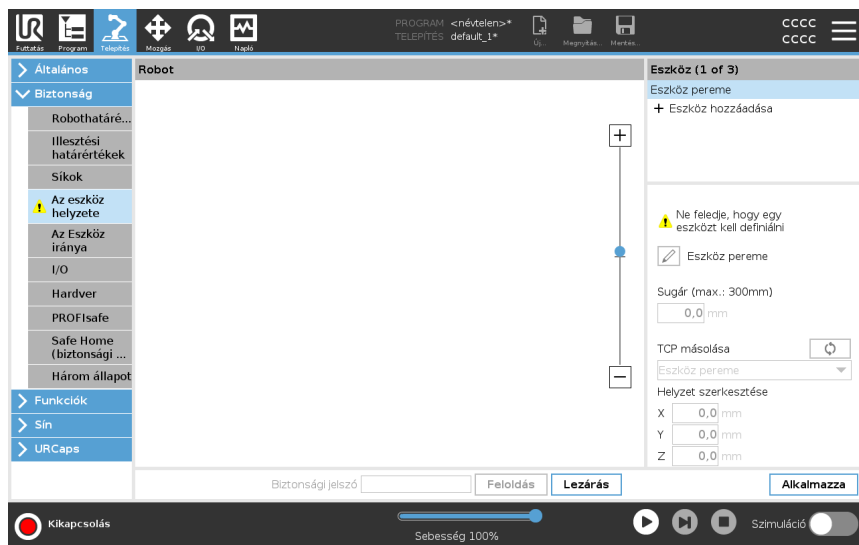 PROGRAM <névtelen>*
TELEPÍTÉS default_1*
Futtatás Program Telepítés Mozgás I/O Napló
Új... Megnyitás... Mentés...
cccc
cccc
Általános
Biztonság
Robothatáré...
Illesztési
határértékek
Síkok
Az eszköz
helyzete
Az Eszköz
iránya
I/O
Hardver
PROFIsafe
Safe Home
(biztonsági ...
Három állapot
Funkciók
Sín
URCaps
Robot
Eszköz (1 of 3)
Eszköz pereme
+ Eszköz hozzáadása
Ne feledje, hogy egy
eszközt kell definiálni
Eszköz pereme
Sugár (max.: 300mm)
0,0 mm
TCP másolása
Eszköz pereme
Helyzet szerkesztése
X 0,0 mm
Y 0,0 mm
Z 0,0 mm
Biztonsági jelszó Feloldás Lezárás Alkalmazza
Kikapcsolás
Sebesség 100%
Szimuláció